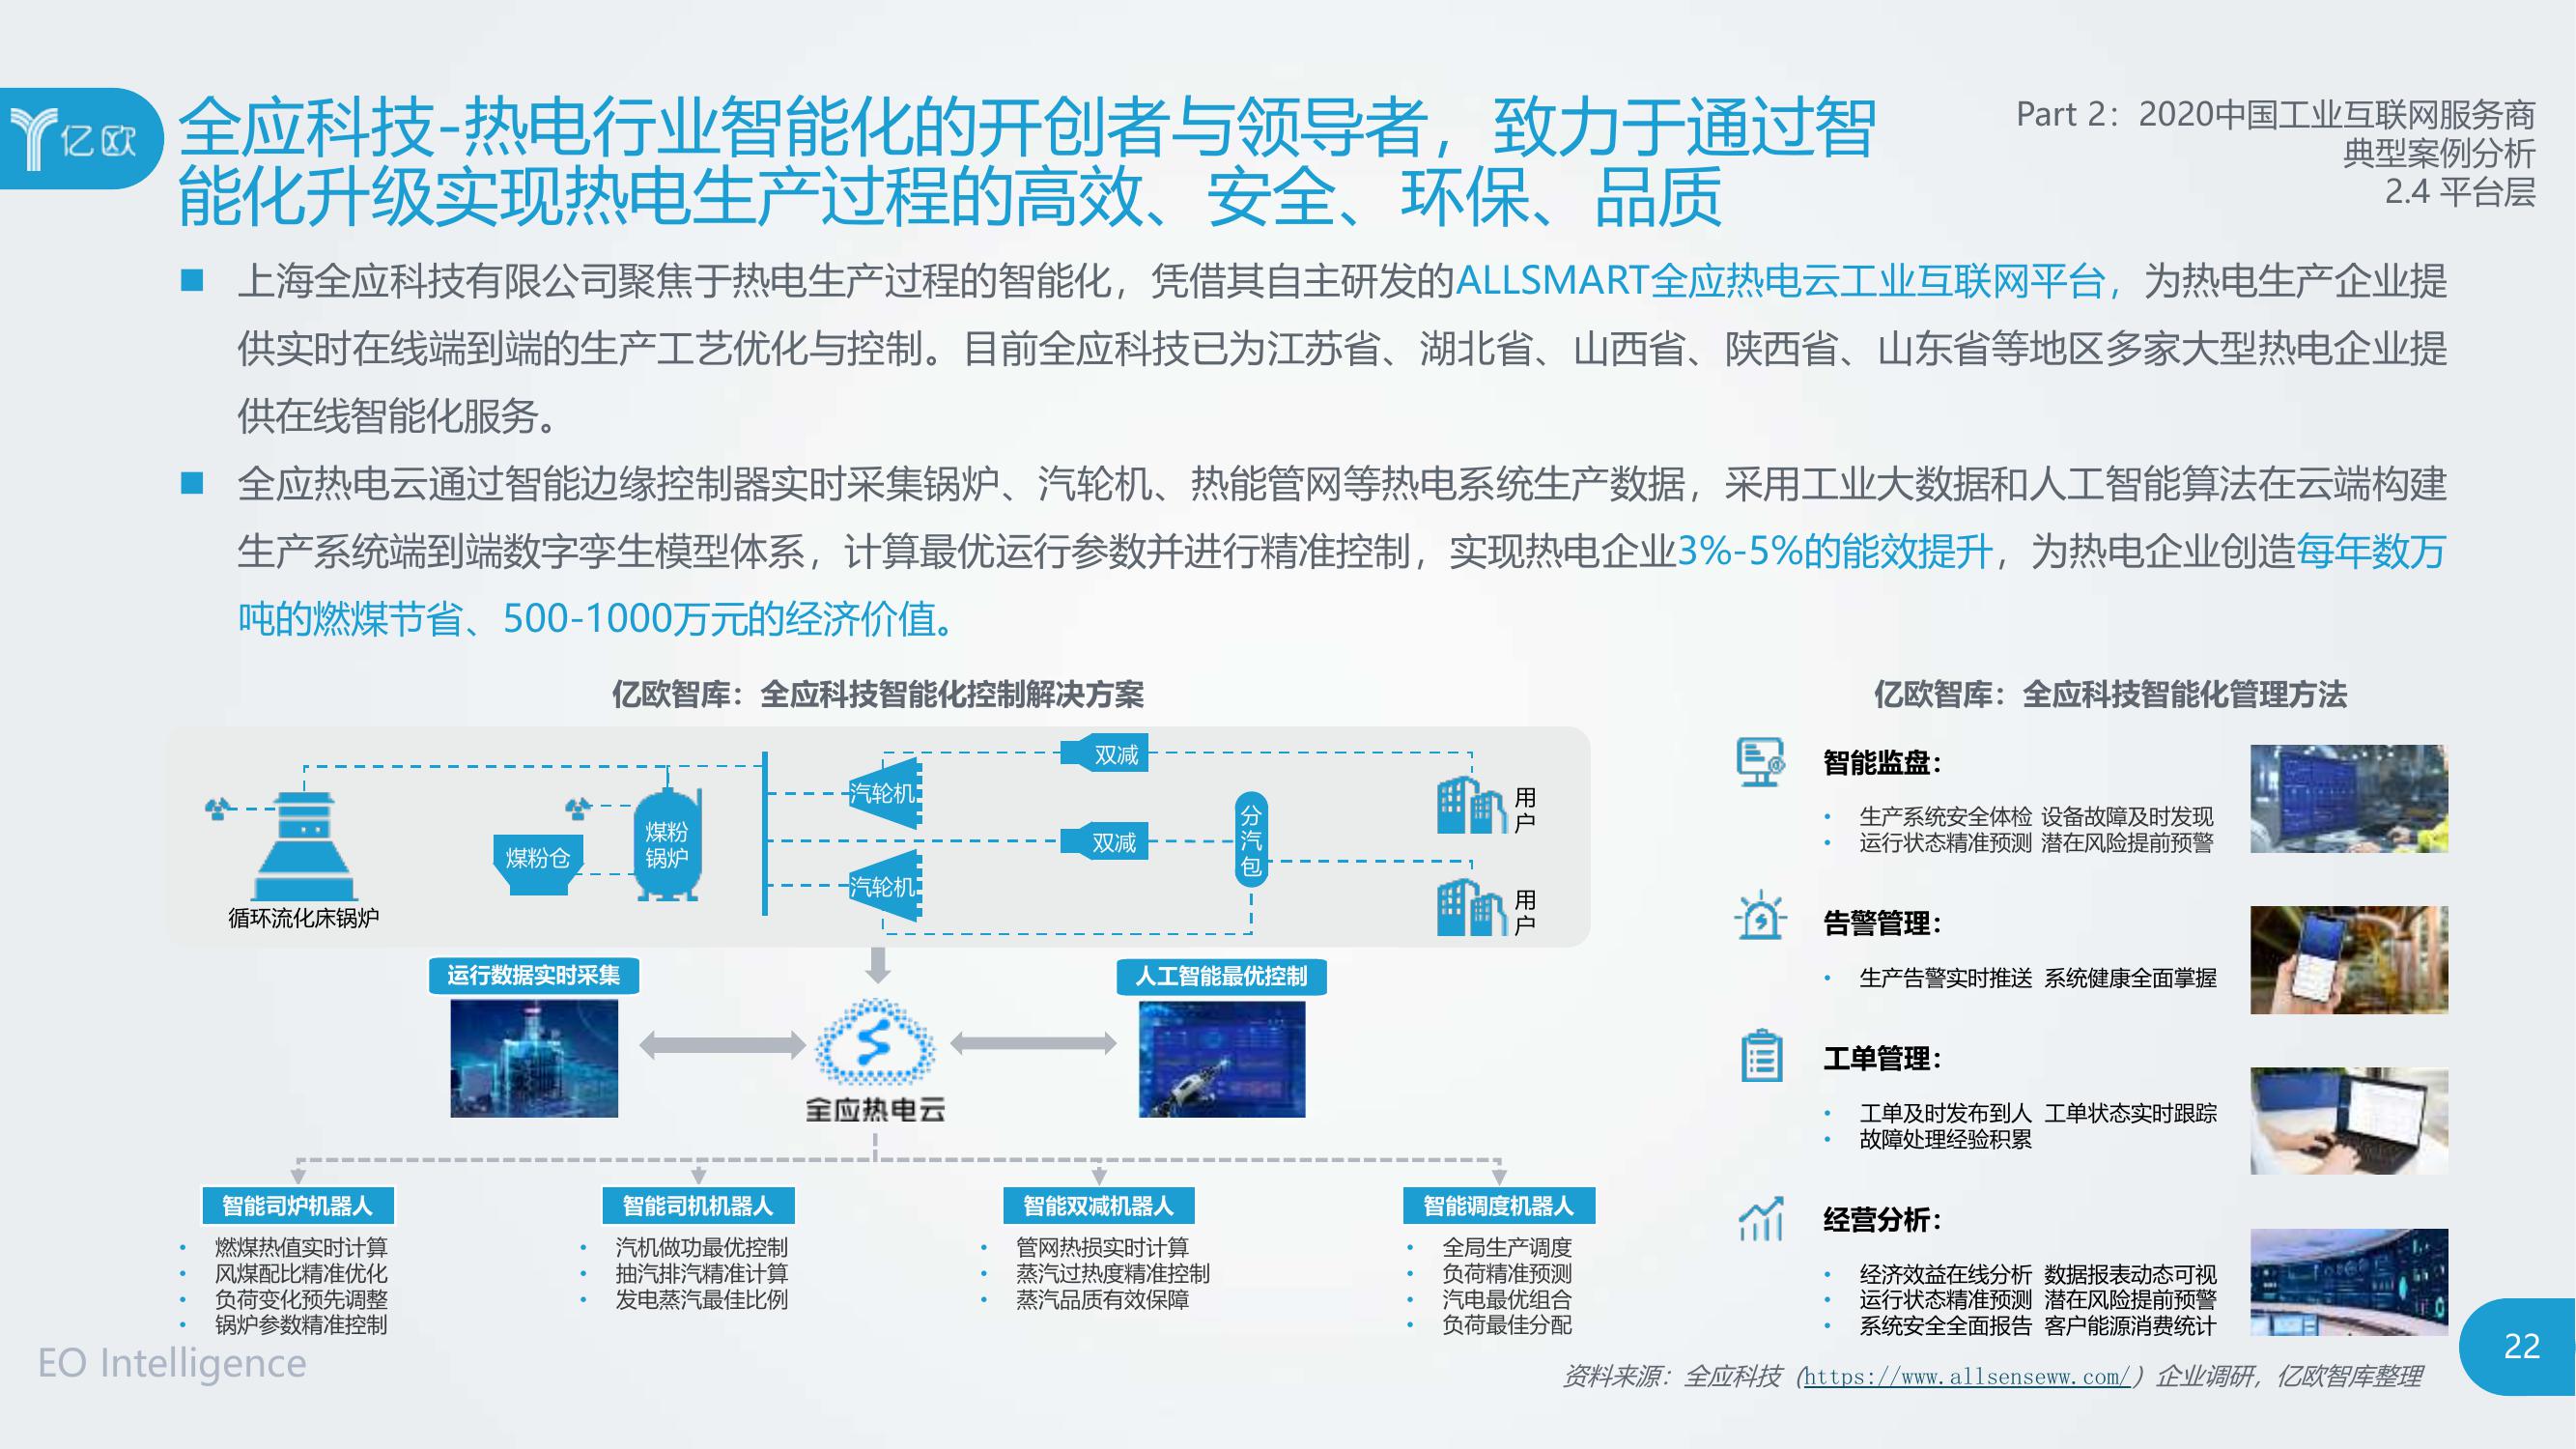 亿欧
全应科技-热电行业智能化的开创者与领导者，致力于通过智
能化升级实现热电生产过程的高效、安全、环保、品质
Part 2：2020中国工业互联网服务商
典型案例分析
2.4 平台层
上海全应科技有限公司聚焦于热电生产过程的智能化，凭借其自主研发的ALLSMART全应热电云工业互联网平台，为热电生产企业提
供实时在线端到端的生产工艺优化与控制。目前全应科技已为江苏省、湖北省、山西省、陕西省、山东省等地区多家大型热电企业提
供在线智能化服务。
全应热电云通过智能边缘控制器实时采集锅炉、汽轮机、热能管网等热电系统生产数据，采用工业大数据和人工智能算法在云端构建
生产系统端到端数字孪生模型体系，计算最优运行参数并进行精准控制，实现热电企业3%-5%的能效提升，为热电企业创造每年数万
吨的燃煤节省、500-1000万元的经济价值。
亿欧智库：全应科技智能化控制解决方案
循环流化床锅炉
煤粉仓
煤粉
锅炉
汽轮机
汽轮机
双减
双减
分
汽
包
用
户
用
户
运行数据实时采集
人工智能最优控制
全应热电云
智能司炉机器人
• 燃煤热值实时计算
• 风煤配比精准优化
• 负荷变化预先调整
• 锅炉参数精准控制
智能司机机器人
• 汽机做功最优控制
• 抽汽排汽精准计算
• 发电蒸汽最佳比例
智能双减机器人
• 管网热损实时计算
• 蒸汽过热度精准控制
• 蒸汽品质有效保障
智能调度机器人
• 全局生产调度
• 负荷精准预测
• 汽电最优组合
• 负荷最佳分配
亿欧智库：全应科技智能化管理方法
智能监盘：
• 生产系统安全体检 设备故障及时发现
• 运行状态精准预测 潜在风险提前预警
告警管理：
• 生产告警实时推送 系统健康全面掌握
工单管理：
• 工单及时发布到人 工单状态实时跟踪
• 故障处理经验积累
经营分析：
• 经济效益在线分析 数据报表动态可视
• 运行状态精准预测 潜在风险提前预警
• 系统安全全面报告 客户能源消费统计
EO Intelligence
资料来源：全应科技（https://www.allsenseww.com/）企业调研，亿欧智库整理
22